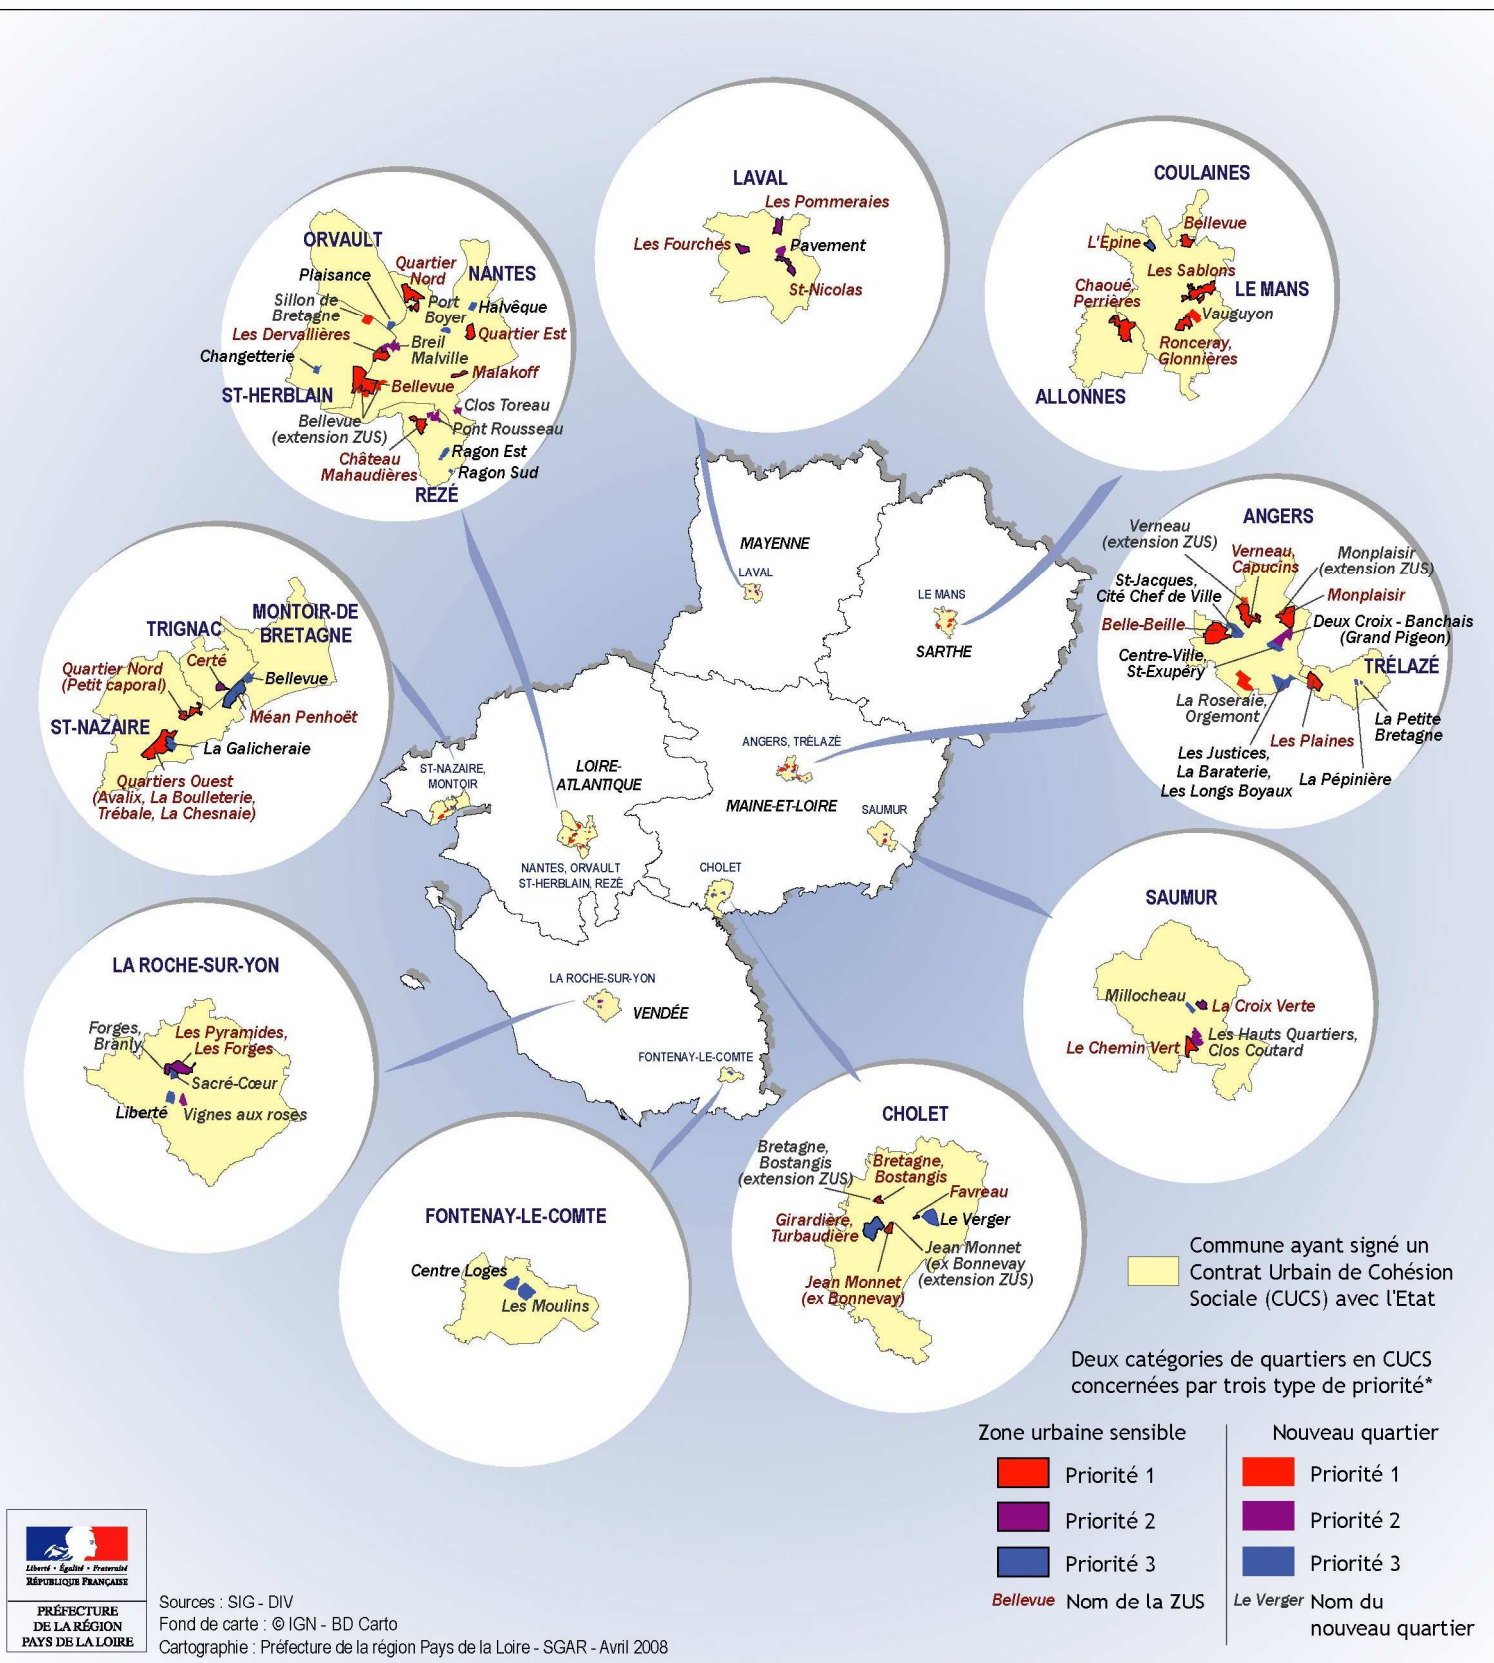 LAVAL
Les Pommeraies
Les Fourches
Pavement
St-Nicolas
COULAINES
Bellevue
L'Epine
Les Sablons
Chaoué,
Perrières
LE MANS
Vauguyon
Ronceray,
Glonnières
ALLONNES
ORVAULT
Plaisance
Quartier
Nord
NANTES
Sillon de
Bretagne
Port
Boyer
Halvêque
Les Dervallières
Quartier Est
Breil
Malville
Changetterie
Malakoff
ST-HERBLAIN
Bellevue
Clos Toreau
Bellevue
(extension ZUS)
Pont Rousseau
Château
Mahaudières
Ragon Est
Ragon Sud
REZÉ
ANGERS
Verneau
(extension ZUS)
Verneau,
Capucins
Monplaisir
(extension ZUS)
St-Jacques,
Cité Chef de Ville
Monplaisir
Belle-Beille
Deux Croix - Banchais
(Grand Pigeon)
Centre-Ville,
St-Exupéry
TRÉLAZÉ
La Roseraie,
Orgemont
La Petite
Bretagne
Les Plaines
Les Justices,
La Baraterie,
Les Longs Boyaux
La Pépinière
MONTOIR-DE
BRETAGNE
TRIGNAC
Quartier Nord
(Petit caporal)
Certé
Bellevue
Méan Penhoët
ST-NAZAIRE
La Galicheraie
Quartiers Ouest
(Avalix, La Boulleterie,
Trébale, La Chesnaie)
MAYENNE
LAVAL
LE MANS
SARTHE
ANGERS, TRÉLAZÉ
MAINE-ET-LOIRE
SAUMUR
CHOLET
ST-NAZAIRE,
MONTOIR
LOIRE-
ATLANTIQUE
NANTES, ORVAULT
ST-HERBLAIN, REZÉ
LA ROCHE-SUR-YON
VENDÉE
FONTENAY-LE-COMTE
SAUMUR
Millocheau
La Croix Verte
Le Chemin Vert
Les Hauts Quartiers,
Clos Coutard
LA ROCHE-SUR-YON
Forges,
Branly
Les Pyramides,
Les Forges
Sacré-Cœur
Liberté
Vignes aux roses
CHOLET
Bretagne,
Bostangis
(extension ZUS)
Bretagne,
Bostangis
Favreau
Girardière,
Turbaudière
Le Verger
Jean Monnet
(ex Bonnevay
(extension ZUS)
Jean Monnet
(ex Bonnevay)
FONTENAY-LE-COMTE
Centre Loges
Les Moulins
Commune ayant signé un
Contrat Urbain de Cohésion
Sociale (CUCS) avec l'Etat
Deux catégories de quartiers en CUCS
concernées par trois type de priorité*
Zone urbaine sensible
Priorité 1
Priorité 2
Priorité 3
Bellevue Nom de la ZUS
Nouveau quartier
Priorité 1
Priorité 2
Priorité 3
Le Verger Nom du
nouveau quartier
Liberté • Égalité • Fraternité
RÉPUBLIQUE FRANÇAISE
PRÉFECTURE
DE LA RÉGION
PAYS DE LA LOIRE
Sources : SIG - DIV
Fond de carte : © IGN - BD Carto
Cartographie : Préfecture de la région Pays de la Loire - SGAR - Avril 2008